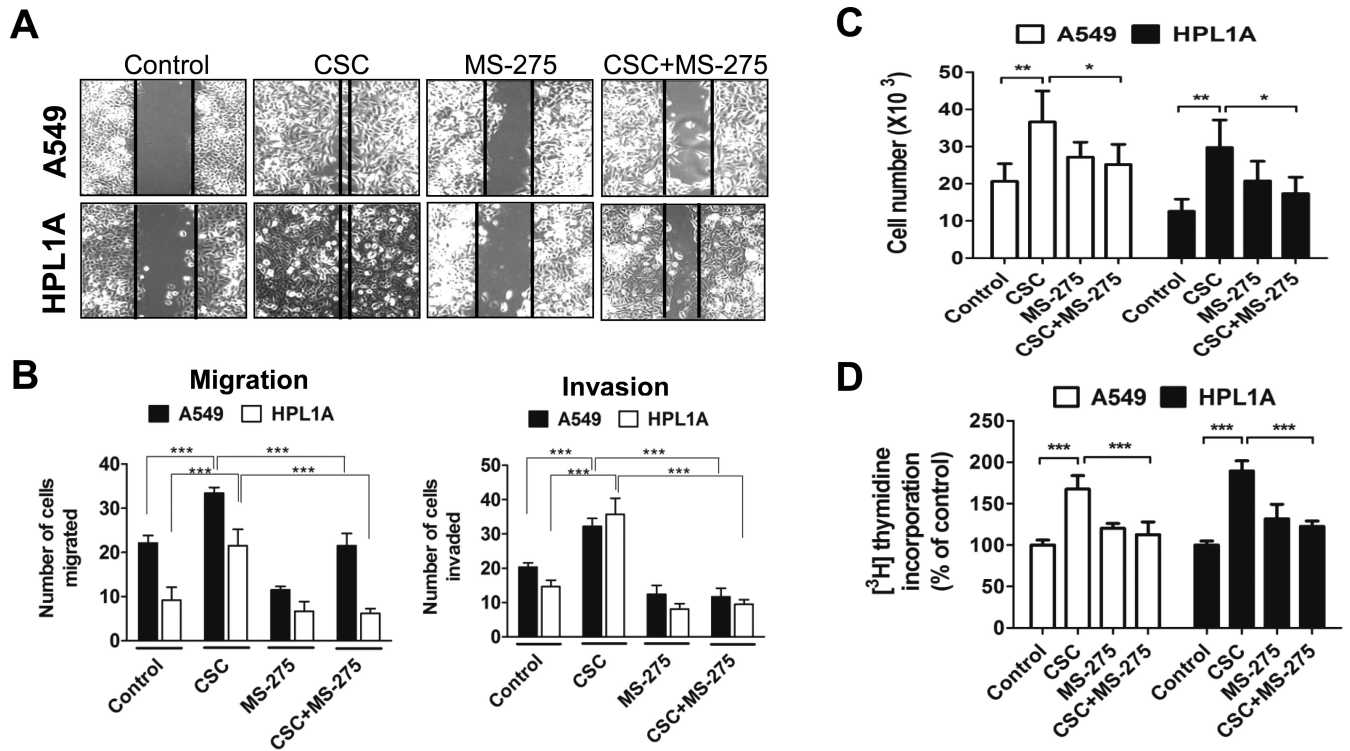 A
Control CSC MS-275 CSC+MS-275
A549
HPL1A
B
Migration
A549 HPL1A
Number of cells
migrated
40
30
20
10
0
*** ***
*** ***
Control CSC MS-275 CSC+MS-275
Invasion
A549 HPL1A
Number of cells
invaded
50
40
30
20
10
0
*** ***
*** ***
Control CSC MS-275 CSC+MS-275
C
A549 HPL1A
Cell number (X10 3)
50
40
30
20
10
0
** *
** *
Control CSC MS-275 CSC+MS-275 Control CSC MS-275 CSC+MS-275
D
A549 HPL1A
[3H] thymidine
incorporation
(% of control)
250
200
150
100
50
0
*** ***
*** ***
Control CSC MS-275 CSC+MS-275 Control CSC MS-275 CSC+MS-275